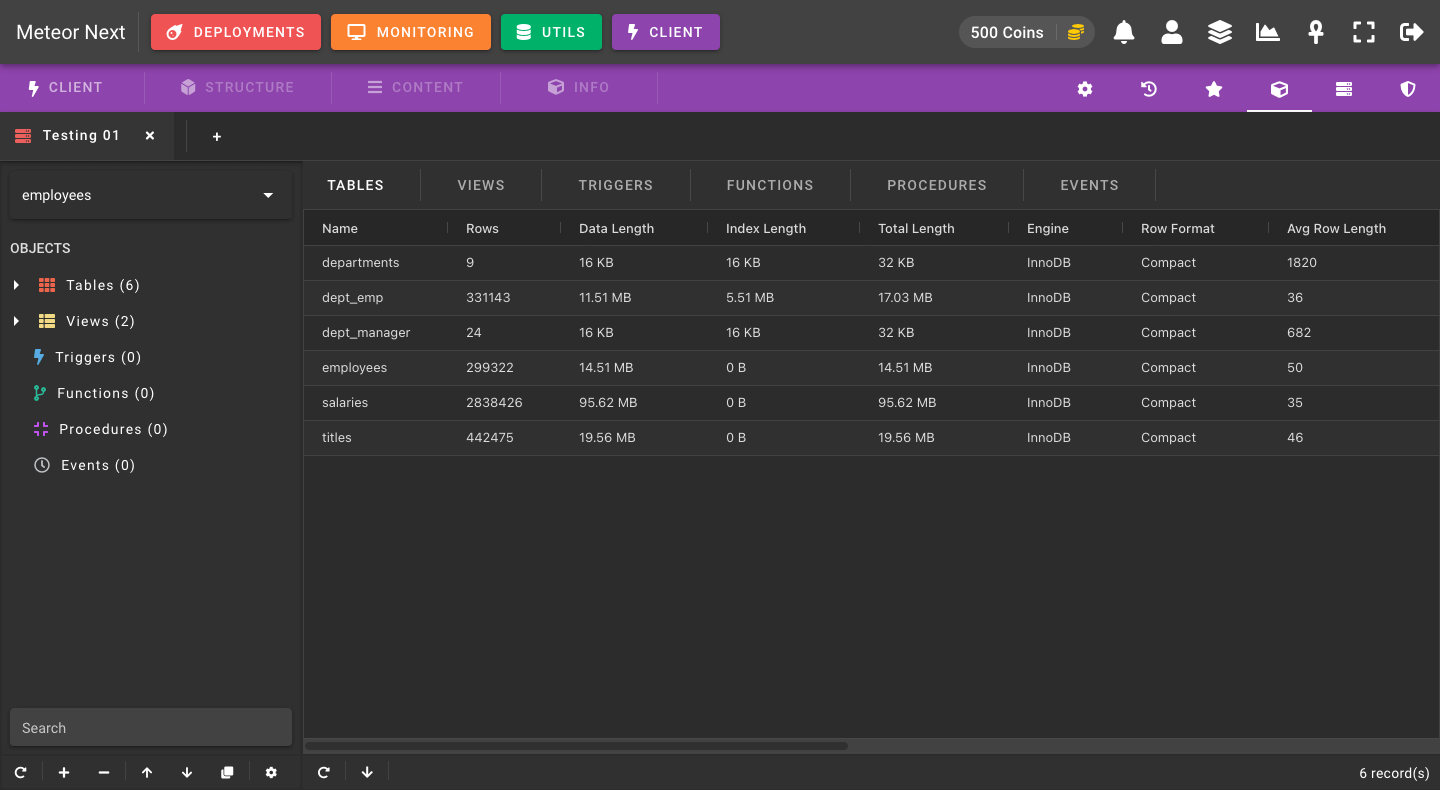 Meteor Next DEPLOYMENTS MONITORING UTILS CLIENT 500 Coins
CLIENT STRUCTURE CONTENT INFO
Testing 01
employees
OBJECTS
Tables (6)
Views (2)
Triggers (0)
Functions (0)
Procedures (0)
Events (0)
Search
TABLES VIEWS TRIGGERS FUNCTIONS PROCEDURES EVENTS
Name Rows Data Length Index Length Total Length Engine Row Format Avg Row Length
departments 9 16 KB 16 KB 32 KB InnoDB Compact 1820
dept_emp 331143 11.51 MB 5.51 MB 17.03 MB InnoDB Compact 36
dept_manager 24 16 KB 16 KB 32 KB InnoDB Compact 682
employees 299322 14.51 MB 0 B 14.51 MB InnoDB Compact 50
salaries 2838426 95.62 MB 0 B 95.62 MB InnoDB Compact 35
titles 442475 19.56 MB 0 B 19.56 MB InnoDB Compact 46
6 record(s)